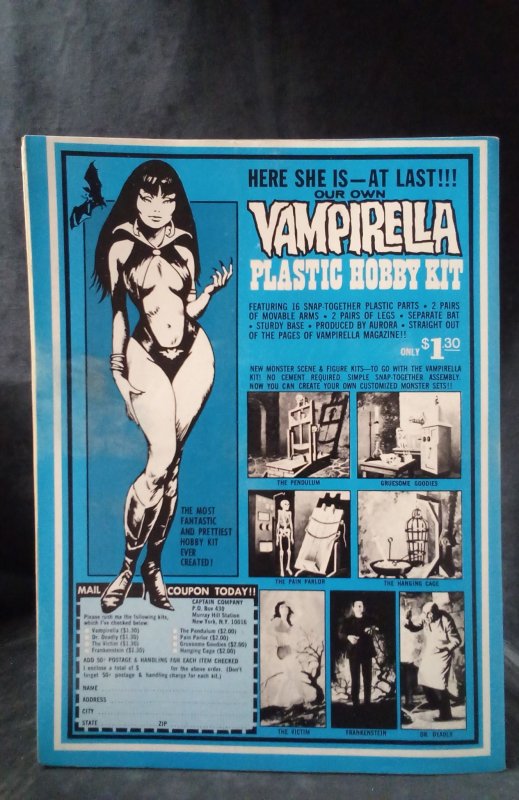 HERE SHE IS—AT LAST!!!
OUR OWN
VAMPIRELLA
PLASTIC HOBBY KIT
FEATURING 16 SNAP-TOGETHER PLASTIC PARTS • 2 PAIRS
OF MOVABLE ARMS • 2 PAIRS OF LEGS • SEPARATE BAT
• STURDY BASE • PRODUCED BY AURORA • STRAIGHT OUT
OF THE PAGES OF VAMPIRELLA MAGAZINE!!
ONLY $1.30
NEW MONSTER SCENE & FIGURE KITS—TO GO WITH THE VAMPIRELLA
KIT! NO CEMENT REQUIRED. SIMPLE SNAP-TOGETHER ASSEMBLY.
NOW YOU CAN CREATE YOUR OWN CUSTOMIZED MONSTER SETS!!
THE PENDULUM
GRUESOME GOODIES
THE PAIN PARLOR
THE HANGING CAGE
THE VICTIM
FRANKENSTEIN
DR. DEADLY
THE MOST
FANTASTIC
AND PRETTIEST
HOBBY KIT
EVER
CREATED!
MAIL COUPON TODAY!!
CAPTAIN COMPANY
P.O. Box 430
Murray Hill Station
New York, N.Y. 10016
Please rush me the following kits,
which I've checked below:
Vampirella ($1.30)
Dr. Deadly ($1.30)
The Victim ($1.30)
Frankenstein ($1.30)
The Pendulum ($2.00)
Pain Parlor ($2.00)
Gruesome Goodies ($2.00)
Hanging Cage ($2.00)
ADD 50¢ POSTAGE & HANDLING FOR EACH ITEM CHECKED
I enclose a total of $ for the above order. (Don't
forget 50¢ postage & handling charge for each kit.)
NAME
ADDRESS
CITY
STATE ZIP